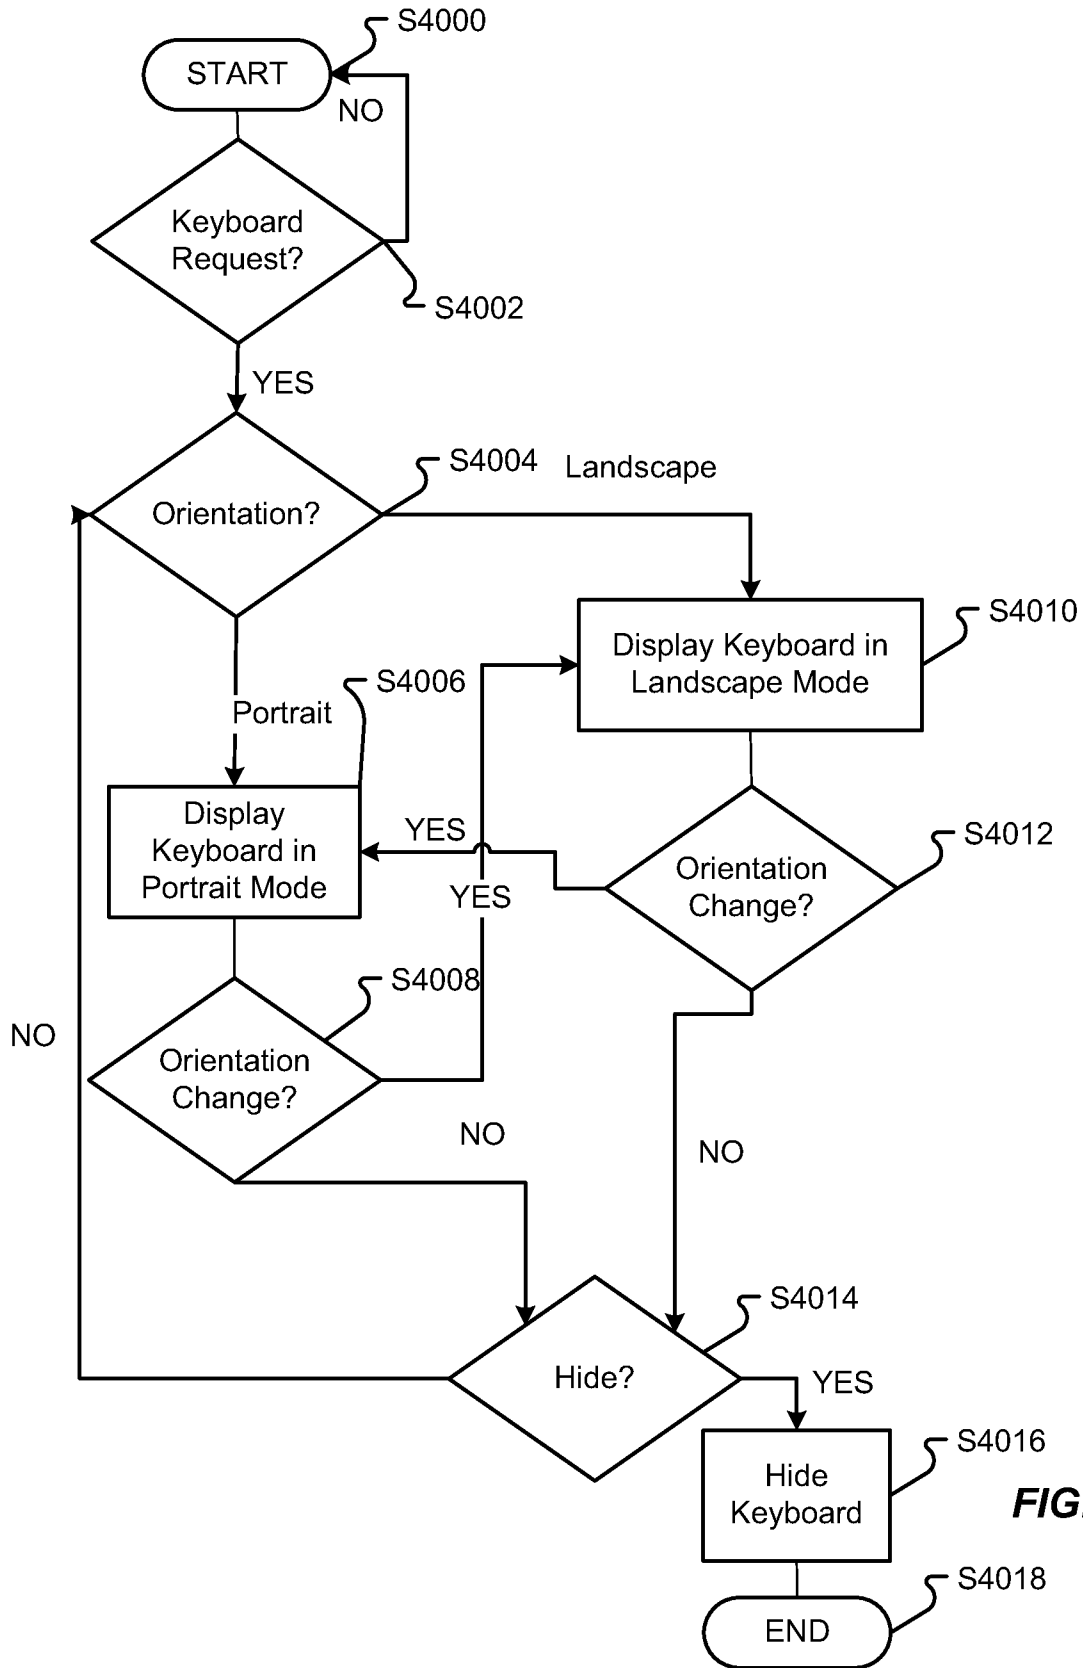 S4000
START
NO
Keyboard
Request?
S4002
YES
S4004
Landscape
Orientation?
S4010
Display Keyboard in
Landscape Mode
S4006
Portrait
Display
Keyboard in
Portrait Mode
YES
S4012
Orientation
Change?
YES
S4008
NO
Orientation
Change?
NO
NO
S4014
Hide?
YES
S4016
Hide
Keyboard
FIG.
S4018
END